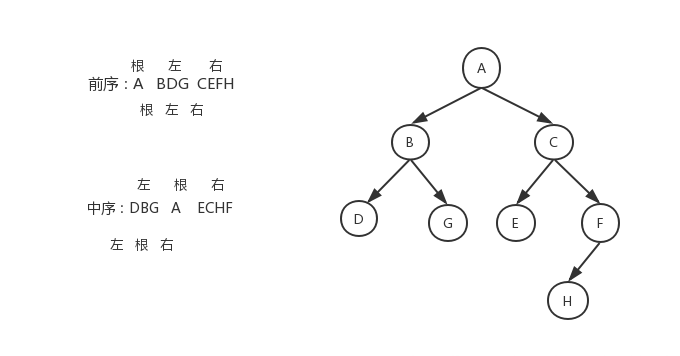 根 左 右
前序：A BDG CEFH
根 左 右
左 根 右
中序：DBG A ECHF
左 根 右
A
B C
D G E F
H